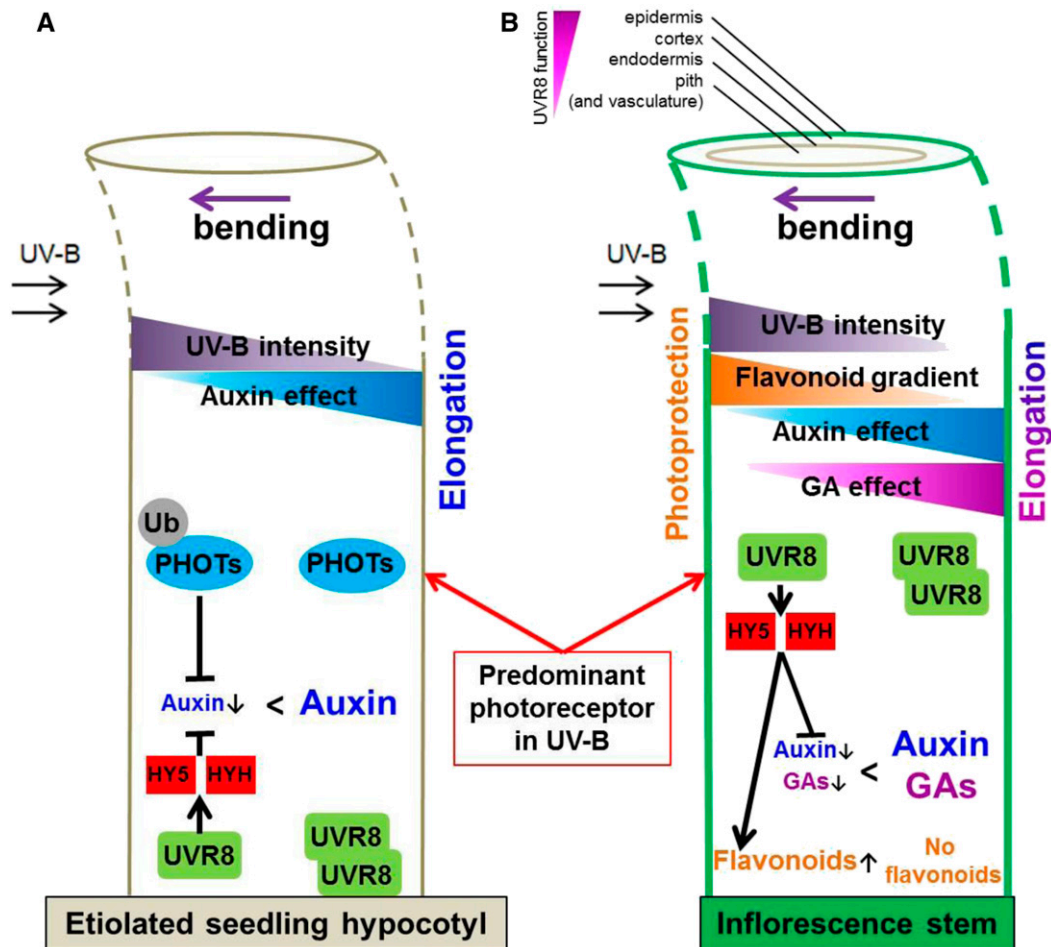 A
UV-B
bending
UV-B intensity
Auxin effect
Elongation
Ub
PHOTs
PHOTs
Auxin↓ < Auxin
HY5 HYH
UVR8
UVR8
UVR8
Etiolated seedling hypocotyl
Predominant
photoreceptor
in UV-B
B
UVR8 function
epidermis
cortex
endodermis
pith
(and vasculature)
UV-B
bending
Photoprotection
UV-B intensity
Flavonoid gradient
Auxin effect
GA effect
Elongation
UVR8
UVR8
UVR8
HY5 HYH
Auxin↓ < Auxin
GAs↓ GAs
Flavonoids↑
No
flavonoids
Inflorescence stem